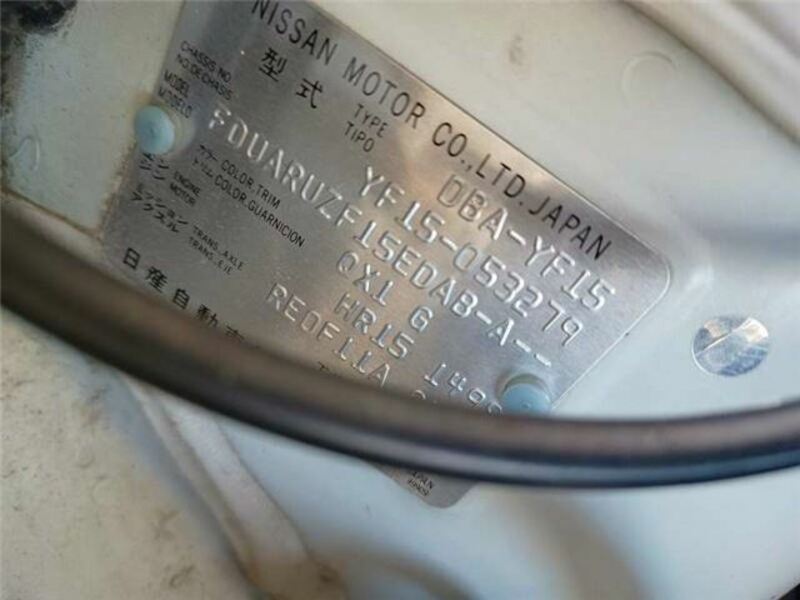 NISSAN MOTOR CO.,LTD.JAPAN
型式 TYPE TIPO DBA-YF15
CHASSIS NO
NO.DE CHASIS YF15-053279
MODEL
MODELO FDUARUZF15EDAB-A--
カラー COLOR,TRIM
トリム COLOR,GUARNICION QX1 G
エンジン ENGINE MOTOR HR15
ミッション TRANS.,AXLE
アクスル TRANS.,EJE RE0F11A
日産自動車
JAPAN